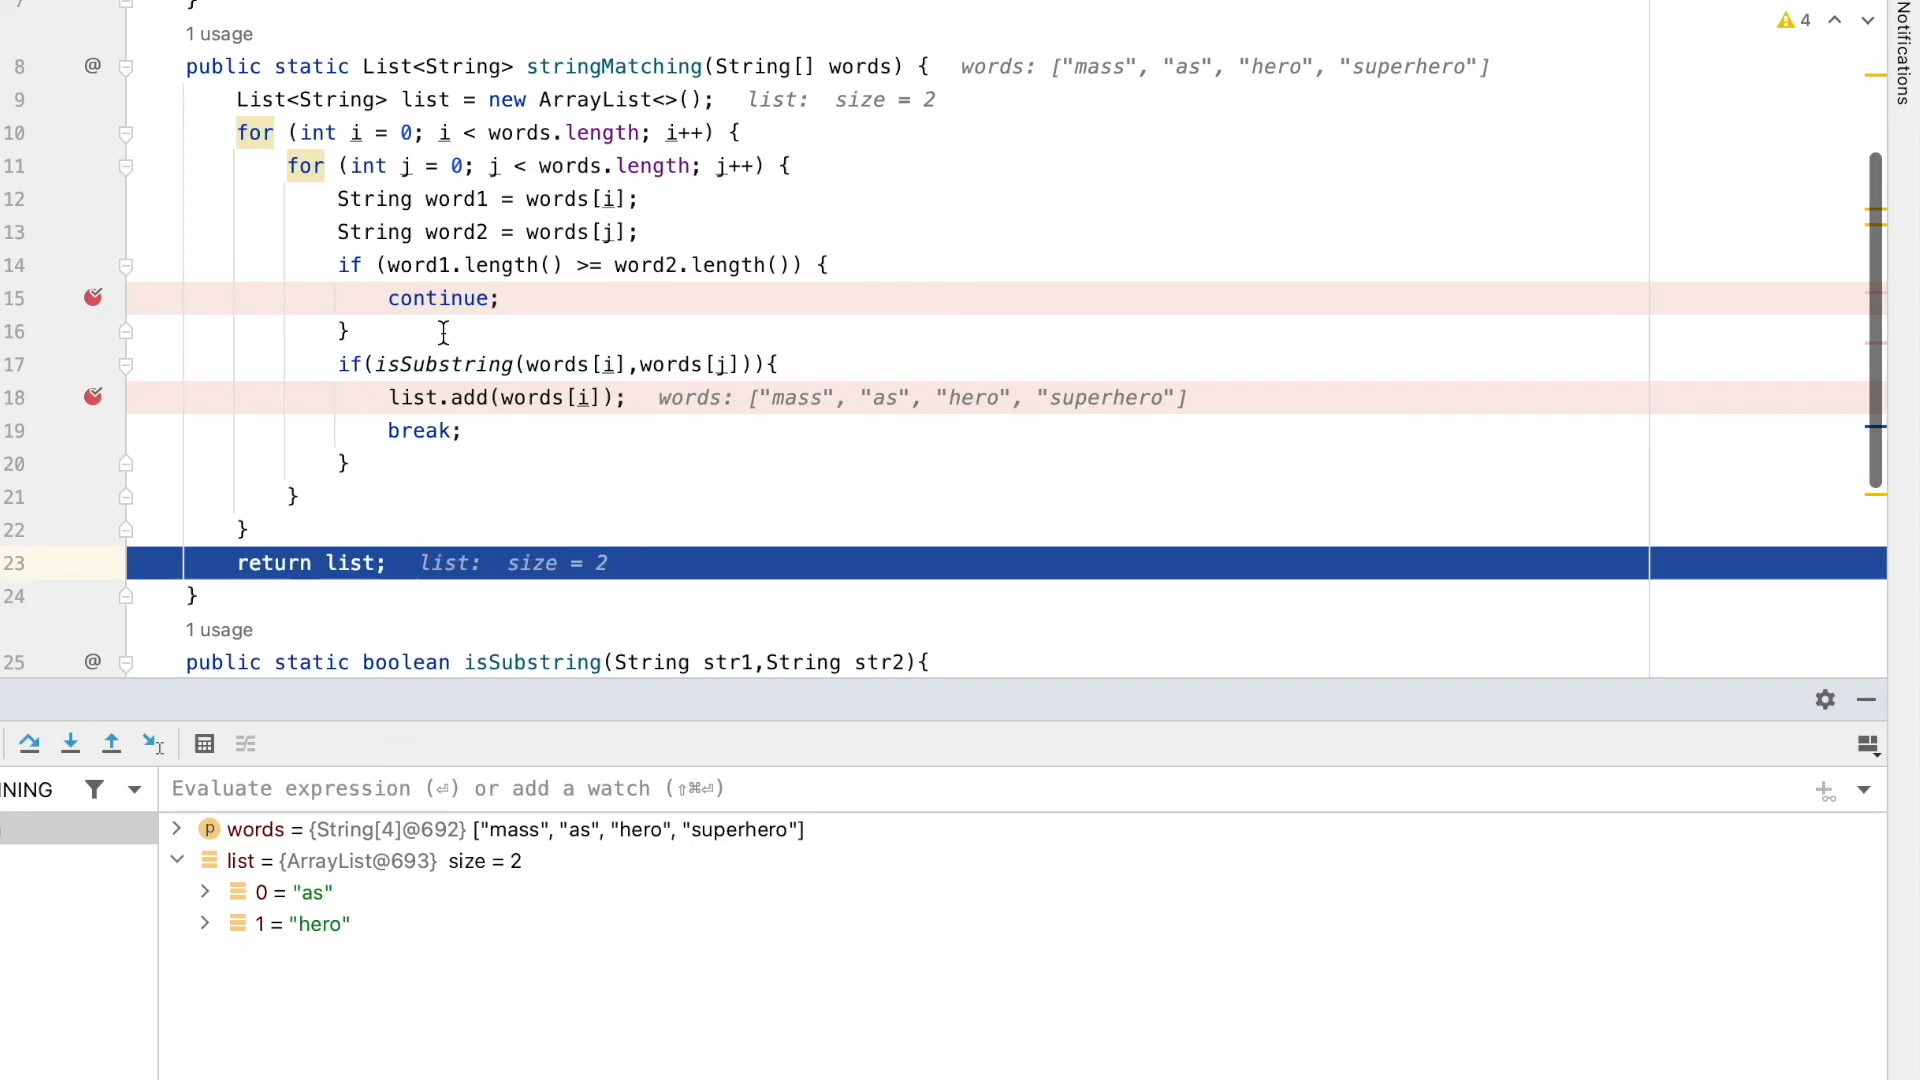 7 }
1 usage
8 @ public static List<String> stringMatching(String[] words) { words: ["mass", "as", "hero", "superhero"]
9 List<String> list = new ArrayList<>(); list: size = 2
10 for (int i = 0; i < words.length; i++) {
11 for (int j = 0; j < words.length; j++) {
12 String word1 = words[i];
13 String word2 = words[j];
14 if (word1.length() >= word2.length()) {
15 continue;
16 }
17 if(isSubstring(words[i],words[j])){
18 list.add(words[i]); words: ["mass", "as", "hero", "superhero"]
19 break;
20 }
21 }
22 }
23 return list; list: size = 2
24 }
1 usage
25 @ public static boolean isSubstring(String str1,String str2){
4
Notifications
NING
Evaluate expression (⏎) or add a watch (⇧⌘⏎)
p words = {String[4]@692} ["mass", "as", "hero", "superhero"]
list = {ArrayList@693} size = 2
0 = "as"
1 = "hero"